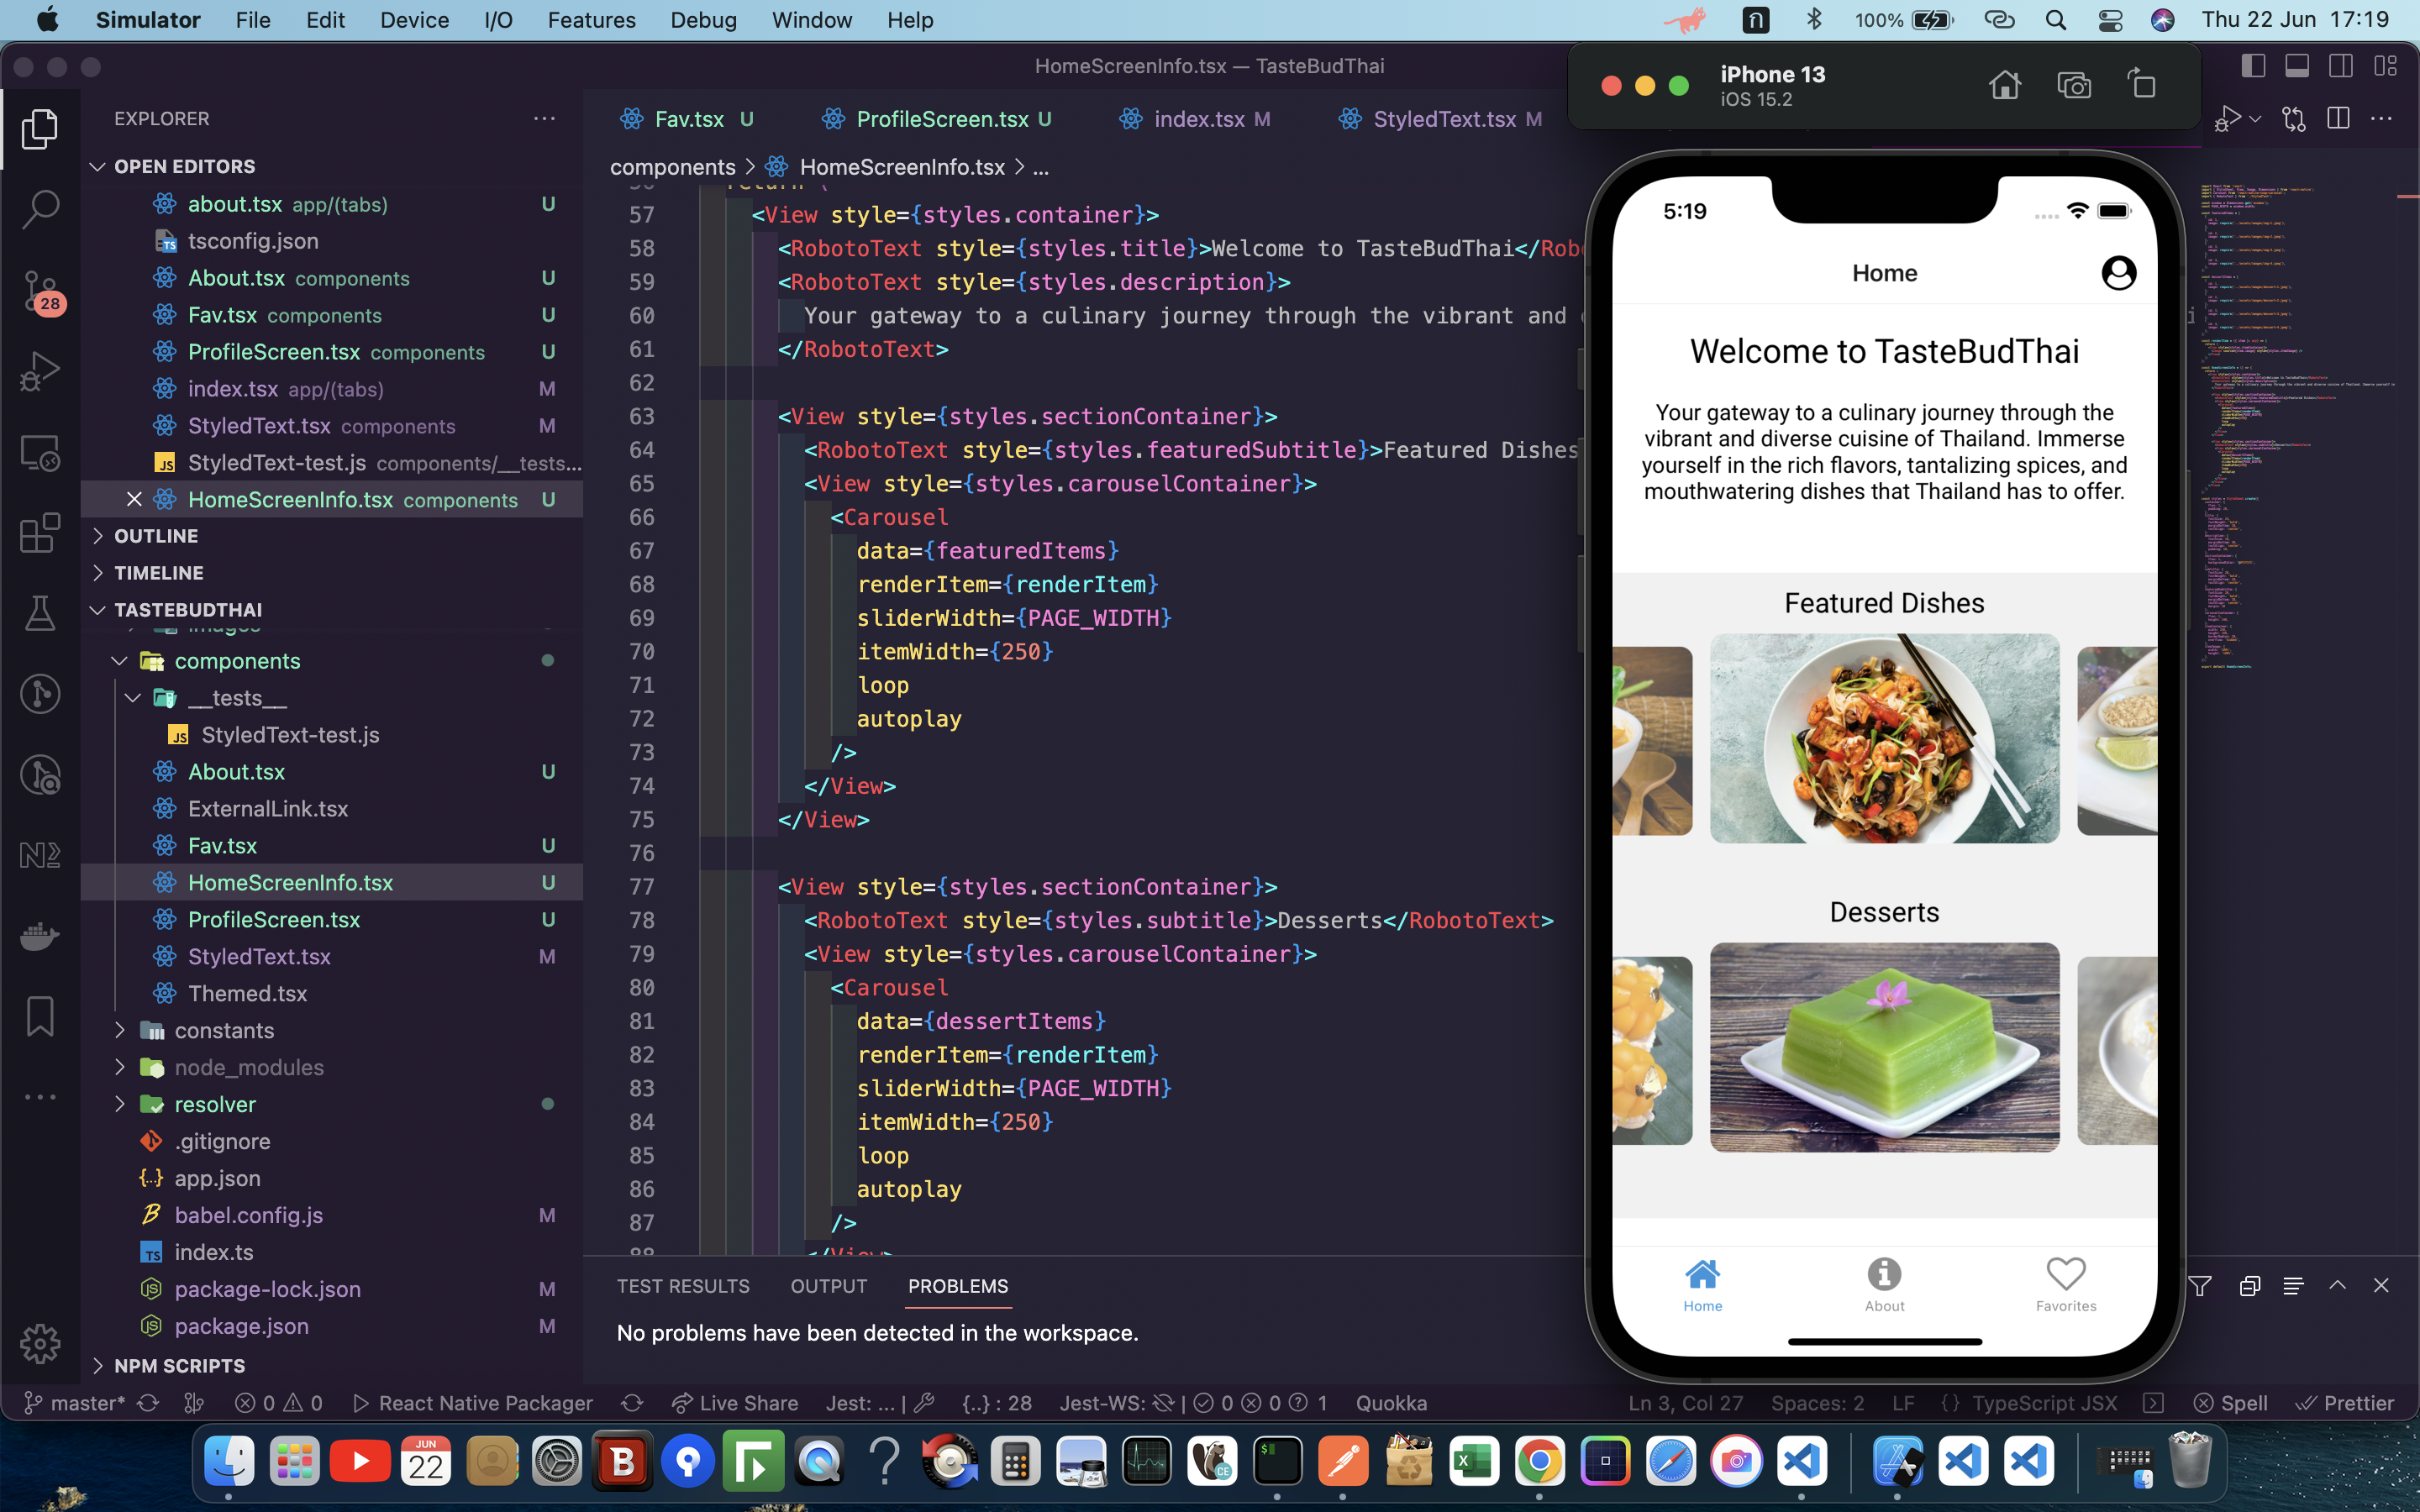 Simulator File Edit Device I/O Features Debug Window Help
100% Thu 22 Jun 17:19
HomeScreenInfo.tsx — TasteBudThai
EXPLORER
OPEN EDITORS
about.tsx app/(tabs) U
tsconfig.json
About.tsx components U
Fav.tsx components U
ProfileScreen.tsx components U
index.tsx app/(tabs) M
StyledText.tsx components M
StyledText-test.js components/__tests...
HomeScreenInfo.tsx components U
OUTLINE
TIMELINE
TASTEBUDTHAI
images
components
__tests__
StyledText-test.js
About.tsx U
ExternalLink.tsx
Fav.tsx U
HomeScreenInfo.tsx U
ProfileScreen.tsx U
StyledText.tsx M
Themed.tsx
constants
node_modules
resolver
.gitignore
app.json
babel.config.js M
index.ts
package-lock.json M
package.json M
NPM SCRIPTS
28
Fav.tsx U ProfileScreen.tsx U index.tsx M StyledText.tsx M
components > HomeScreenInfo.tsx > ...
56 return (
57 <View style={styles.container}>
58 <RobotoText style={styles.title}>Welcome to TasteBudThai</Robo
59 <RobotoText style={styles.description}>
60 Your gateway to a culinary journey through the vibrant and
61 </RobotoText>
62
63 <View style={styles.sectionContainer}>
64 <RobotoText style={styles.featuredSubtitle}>Featured Dishes
65 <View style={styles.carouselContainer}>
66 <Carousel
67 data={featuredItems}
68 renderItem={renderItem}
69 sliderWidth={PAGE_WIDTH}
70 itemWidth={250}
71 loop
72 autoplay
73 />
74 </View>
75 </View>
76
77 <View style={styles.sectionContainer}>
78 <RobotoText style={styles.subtitle}>Desserts</RobotoText>
79 <View style={styles.carouselContainer}>
80 <Carousel
81 data={dessertItems}
82 renderItem={renderItem}
83 sliderWidth={PAGE_WIDTH}
84 itemWidth={250}
85 loop
86 autoplay
87 />
88 </View>
TEST RESULTS OUTPUT PROBLEMS
No problems have been detected in the workspace.
iPhone 13
iOS 15.2
5:19
Home
Welcome to TasteBudThai
Your gateway to a culinary journey through the
vibrant and diverse cuisine of Thailand. Immerse
yourself in the rich flavors, tantalizing spices, and
mouthwatering dishes that Thailand has to offer.
Featured Dishes
Desserts
Home About Favorites
master* 0 0 React Native Packager Live Share Jest: ... | {..} : 28 Jest-WS: | 0 0 1 Quokka Ln 3, Col 27 Spaces: 2 LF {} TypeScript JSX Spell Prettier
JUN
22